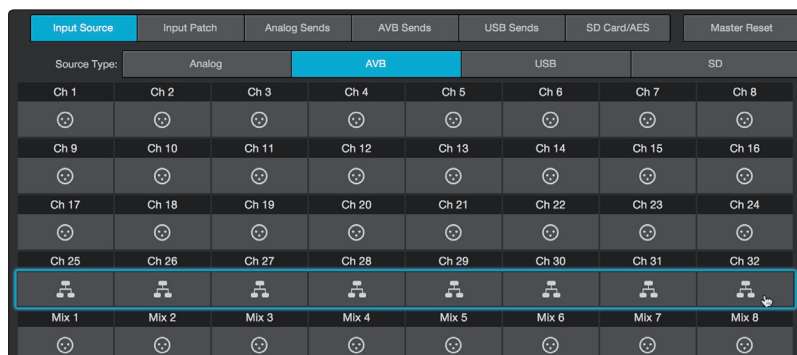 Input Source Input Patch Analog Sends AVB Sends USB Sends SD Card/AES Master Reset
Source Type: Analog AVB USB SD
Ch 1 Ch 2 Ch 3 Ch 4 Ch 5 Ch 6 Ch 7 Ch 8
Ch 9 Ch 10 Ch 11 Ch 12 Ch 13 Ch 14 Ch 15 Ch 16
Ch 17 Ch 18 Ch 19 Ch 20 Ch 21 Ch 22 Ch 23 Ch 24
Ch 25 Ch 26 Ch 27 Ch 28 Ch 29 Ch 30 Ch 31 Ch 32
Mix 1 Mix 2 Mix 3 Mix 4 Mix 5 Mix 6 Mix 7 Mix 8